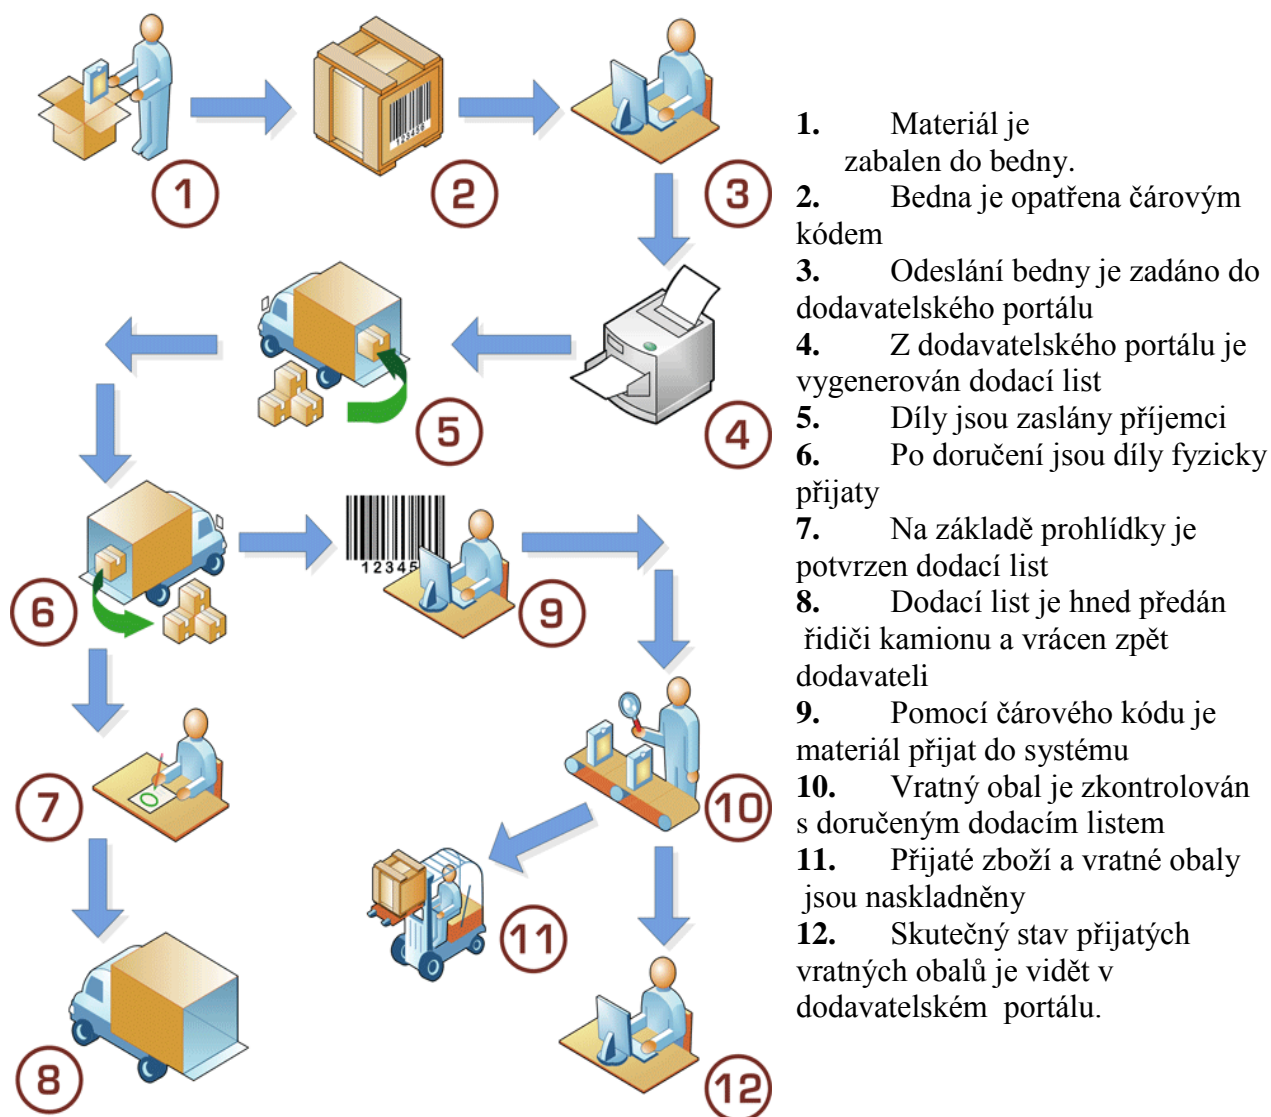 1
2
3
4
5
6
7
8
9
10
11
12
123456
12345
1. Materiál je
zabalen do bedny.
2. Bedna je opatřena čárovým
kódem
3. Odeslání bedny je zadáno do
dodavatelského portálu
4. Z dodavatelského portálu je
vygenerován dodací list
5. Díly jsou zaslány příjemci
6. Po doručení jsou díly fyzicky
přijaty
7. Na základě prohlídky je
potvrzen dodací list
8. Dodací list je hned předán
řidiči kamionu a vrácen zpět
dodavateli
9. Pomocí čárového kódu je
materiál přijat do systému
10. Vratný obal je zkontrolován
s doručeným dodacím listem
11. Přijaté zboží a vratné obaly
jsou naskladněny
12. Skutečný stav přijatých
vratných obalů je vidět v
dodavatelském portálu.